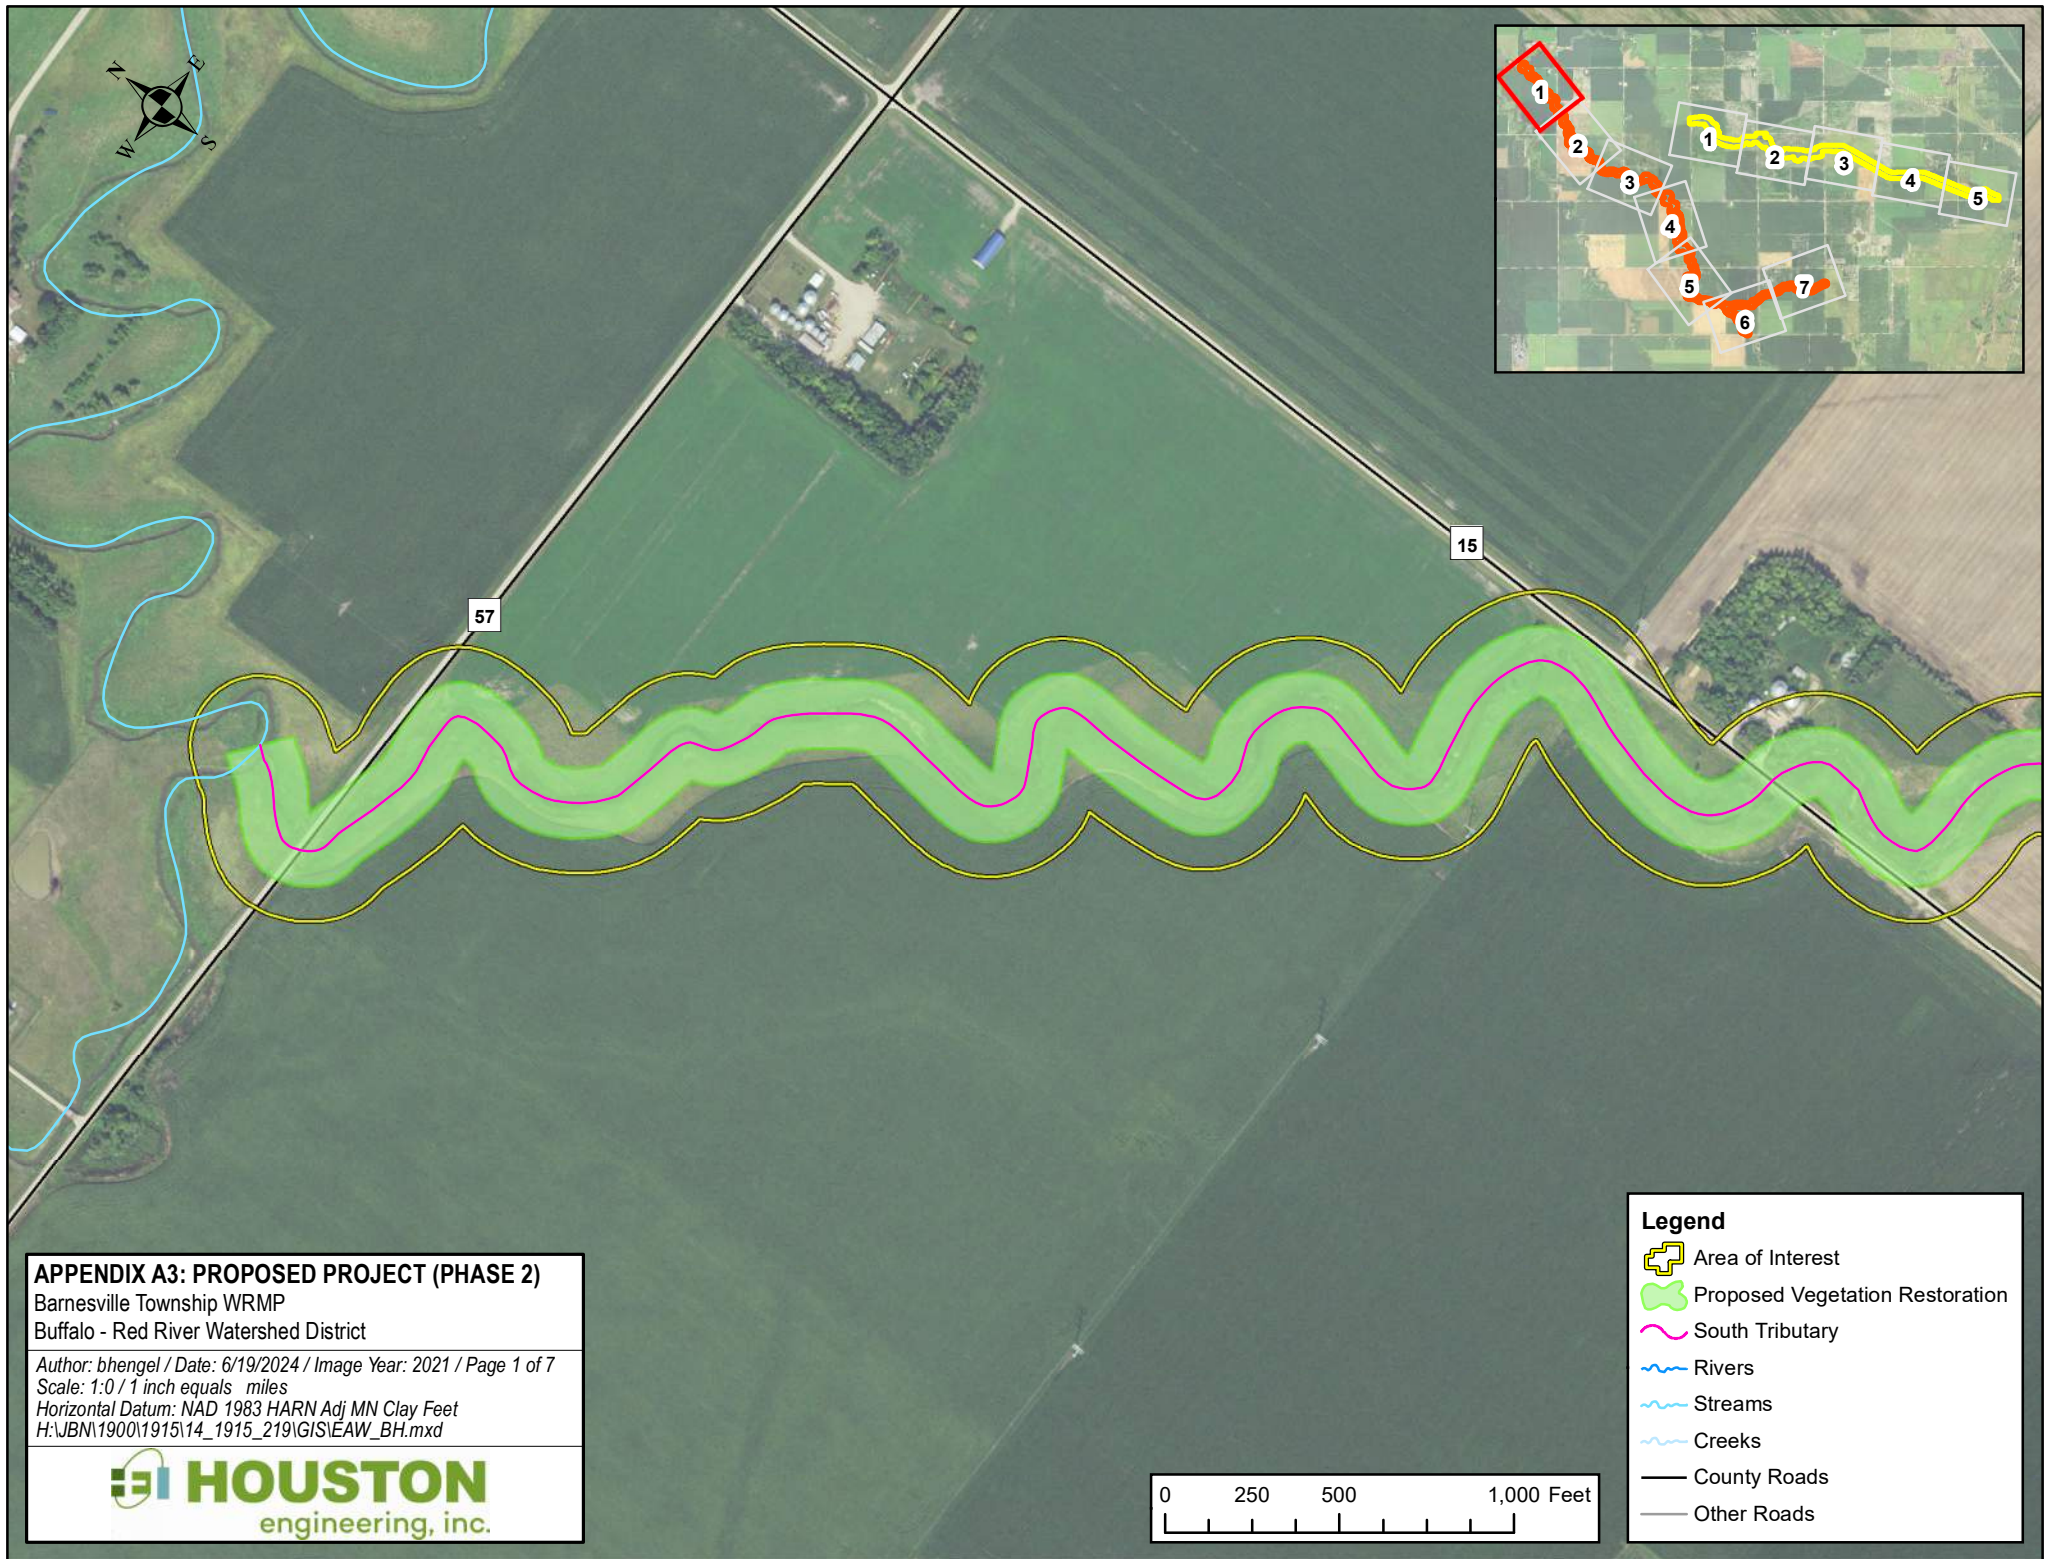 N
E
W
S
1
2
3
4
5
6
7
1
2
3
4
5
15
57
APPENDIX A3: PROPOSED PROJECT (PHASE 2)
Barnesville Township WRMP
Buffalo - Red River Watershed District
Author: bhengel / Date: 6/19/2024 / Image Year: 2021 / Page 1 of 7
Scale: 1:0 / 1 inch equals miles
Horizontal Datum: NAD 1983 HARN Adj MN Clay Feet
H:\JBN\1900\1915\14_1915_219\GIS\EAW_BH.mxd
HOUSTON
engineering, inc.
0 250 500 1,000 Feet
Legend
Area of Interest
Proposed Vegetation Restoration
South Tributary
Rivers
Streams
Creeks
County Roads
Other Roads